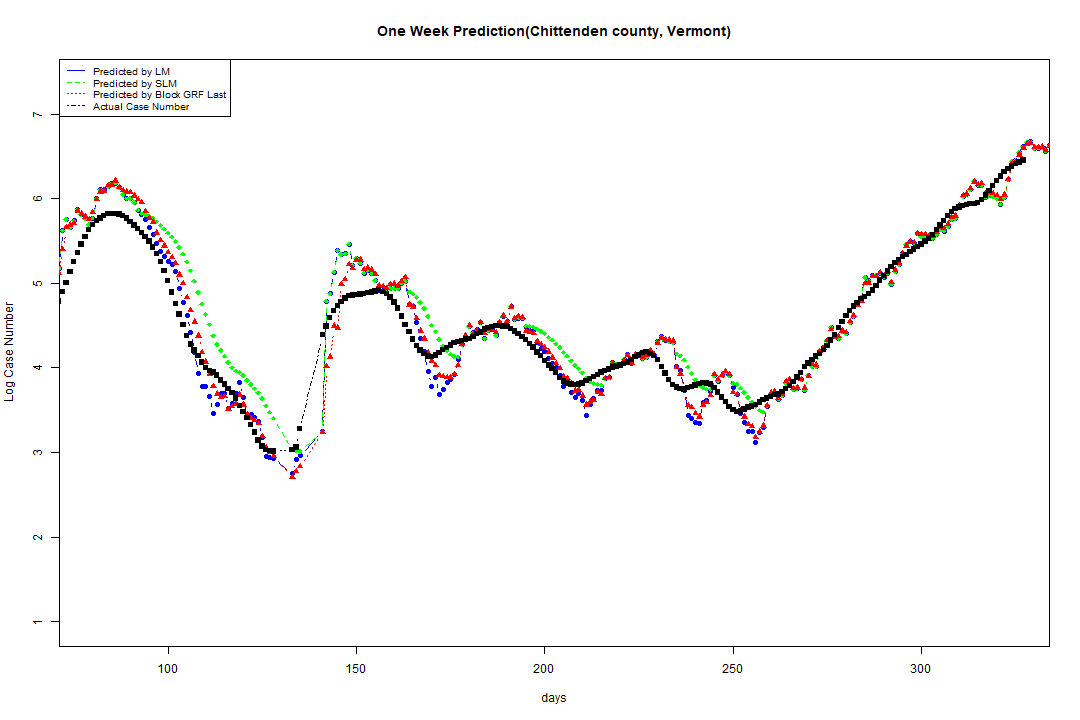 One Week Prediction(Chittenden county, Vermont)
Predicted by LM
Predicted by SLM
Predicted by Block GRF Last
Actual Case Number
7
6
5
4
3
2
1
Log Case Number
100 150 200 250 300
days